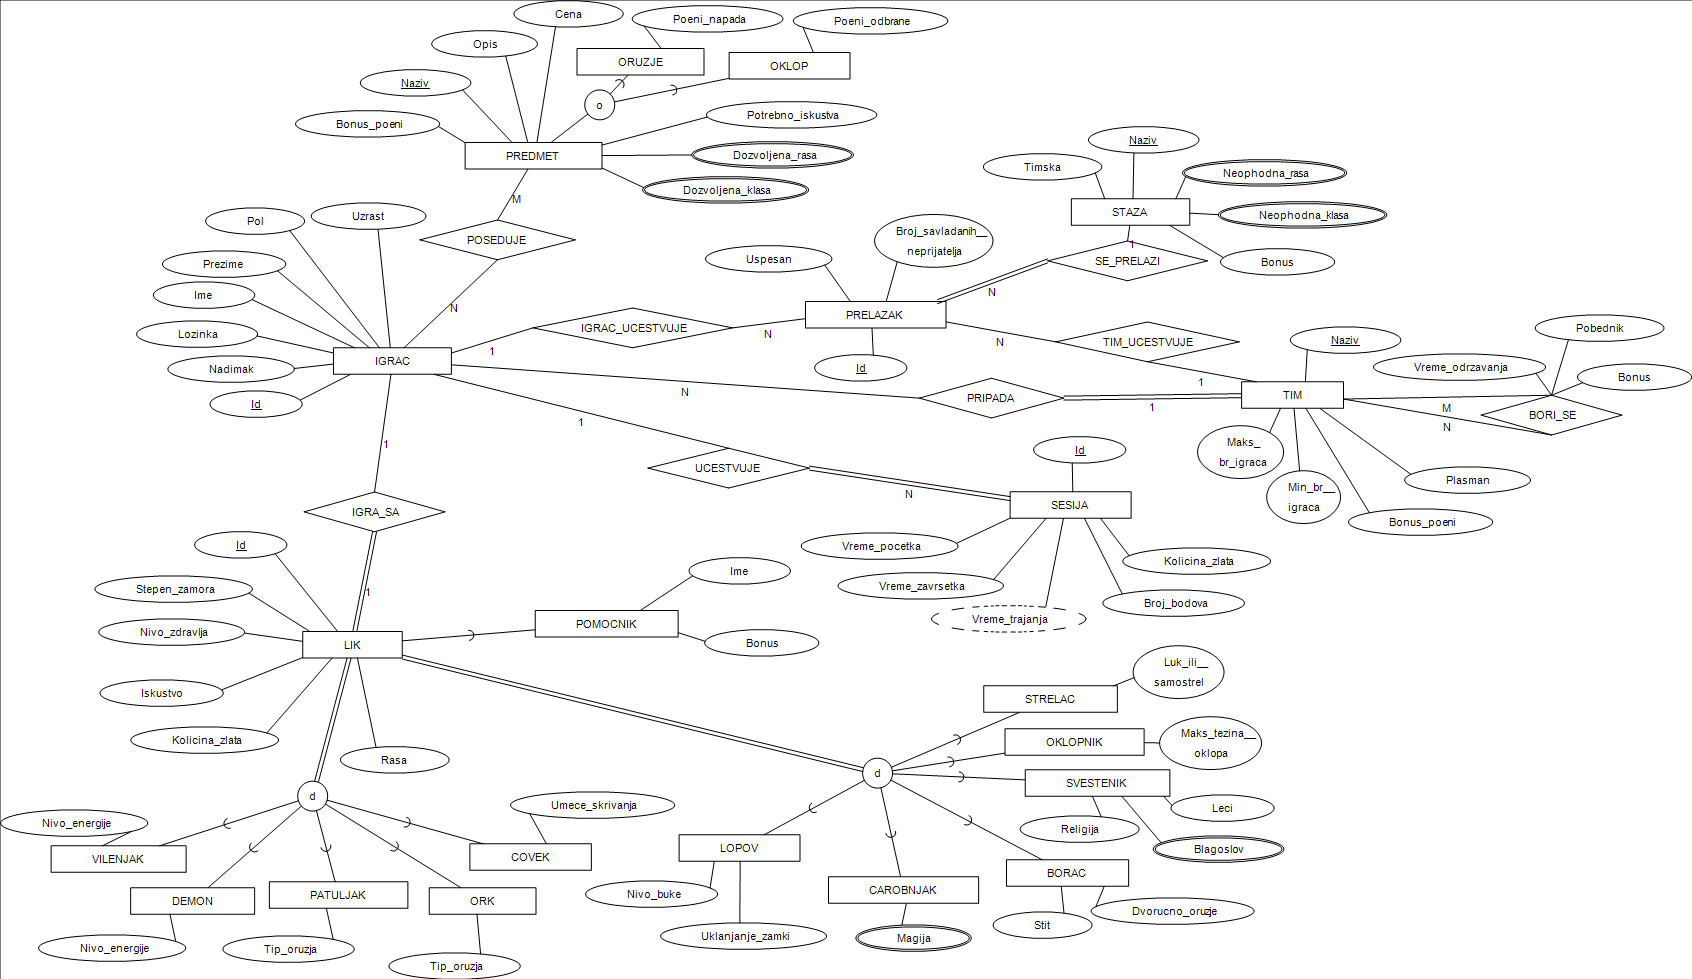 Cena
Poeni_napada
Poeni_odbrane
Opis
ORUZJE
OKLOP
Naziv
o
Bonus_poeni
Potrebno_iskustva
PREDMET
Dozvoljena_rasa
Dozvoljena_klasa
Naziv
Timska
Neophodna_rasa
STAZA
Neophodna_klasa
M
Pol
Uzrast
POSEDUJE
Broj_savladanih__
neprijatelja
1
Prezime
Uspesan
SE_PRELAZI
Bonus
Ime
N
N
PRELAZAK
Lozinka
IGRAC_UCESTVUJE
N
1
IGRAC
Nadimak
Id
Id
N
TIM_UCESTVUJE
1
Naziv
Pobednik
Vreme_odrzavanja
Bonus
N
PRIPADA
1
TIM
M
N
BORI_SE
1
1
UCESTVUJE
N
Id
Maks_
br_igraca
Min_br__
igraca
Plasman
Bonus_poeni
SESIJA
IGRA_SA
Id
Vreme_pocetka
Vreme_zavrsetka
Vreme_trajanja
Kolicina_zlata
Broj_bodova
Stepen_zamora
1
Ime
Nivo_zdravlja
POMOCNIK
LIK
Bonus
Iskustvo
Kolicina_zlata
Rasa
Luk_ili__
samostrel
STRELAC
OKLOPNIK
Maks_tezina__
oklopa
d
d
SVESTENIK
Leci
Umece_skrivanja
Nivo_energije
Religija
Blagoslov
VILENJAK
COVEK
LOPOV
BORAC
DEMON
PATULJAK
ORK
Nivo_buke
CAROBNJAK
Dvorucno_oruzje
Stit
Nivo_energije
Tip_oruzja
Tip_oruzja
Uklanjanje_zamki
Magija